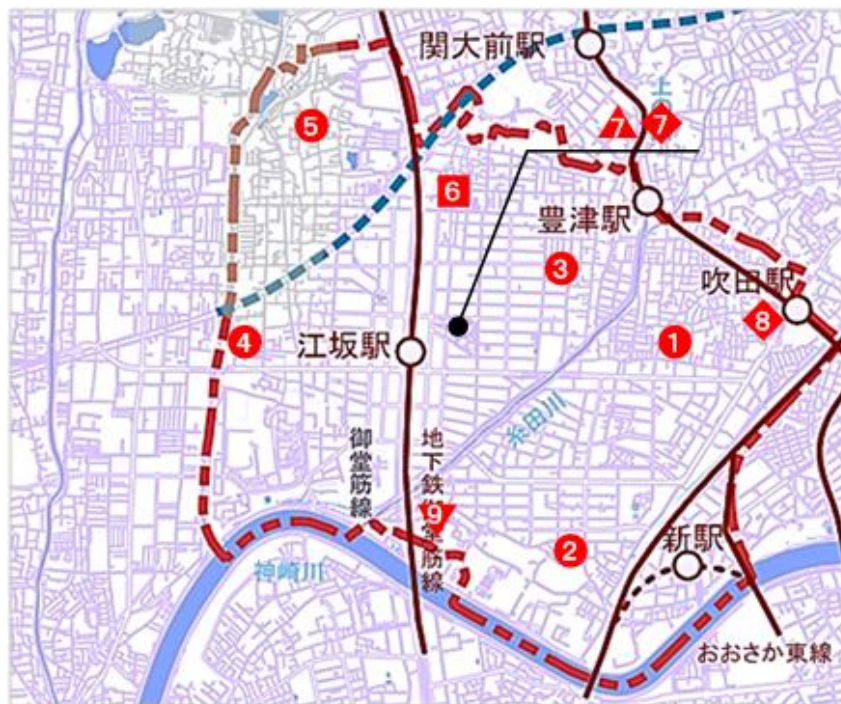 関大前駅
上の
⑤
7
7
6
豊津駅
③
吹田駅
8
④
江坂駅
①
糸田川
御堂筋線
地下鉄御堂筋線
9
②
新駅
神崎川
おおさか東線